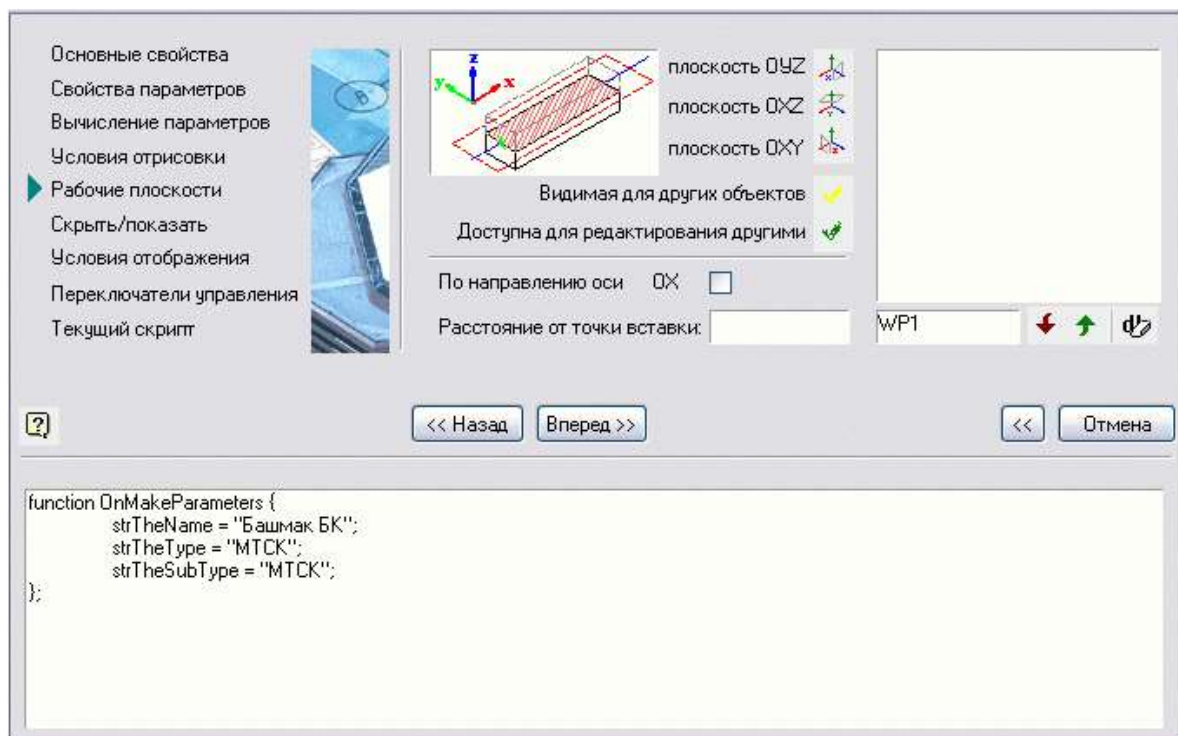 Основные свойства
Свойства параметров
Вычисление параметров
Условия отрисовки
Рабочие плоскости
Скрыть/показать
Условия отображения
Переключатели управления
Текущий скрипт
z
y
x
плоскость OYZ
плоскость OXZ
плоскость OXY
Видимая для других объектов
Доступна для редактирования другими
По направлению оси OX
Расстояние от точки вставки:
WP1
<< Назад
Вперед >>
<<
Отмена
function OnMakeParameters {
strTheName = "Башмак БК";
strTheType = "МТСК";
strTheSubType = "МТСК";
};